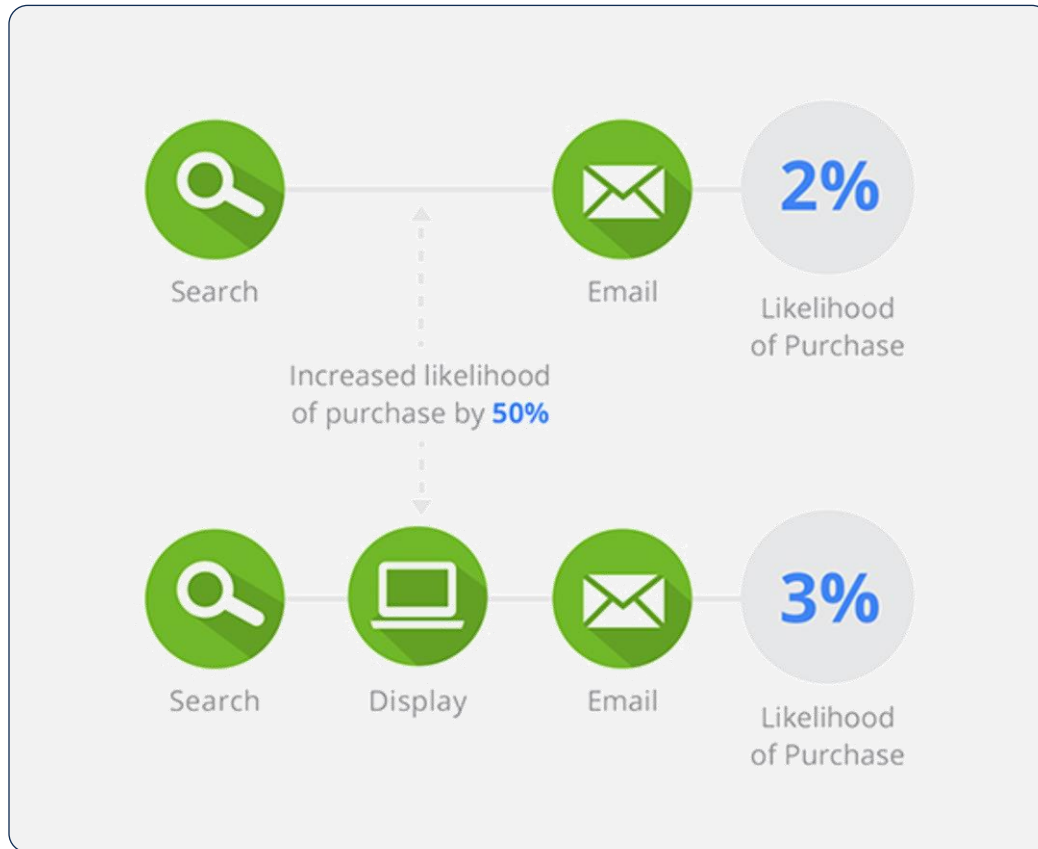 Search
Email
2%
Likelihood
of Purchase
Increased likelihood
of purchase by 50%
Search
Display
Email
3%
Likelihood
of Purchase